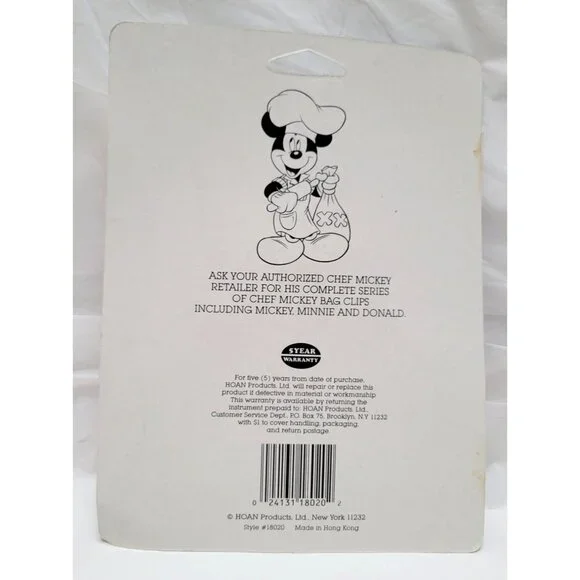 XX
ASK YOUR AUTHORIZED CHEF MICKEY
RETAILER FOR HIS COMPLETE SERIES
OF CHEF MICKEY BAG CLIPS
INCLUDING MICKEY, MINNIE AND DONALD.
5 YEAR
WARRANTY
For five (5) years from date of purchase,
HOAN Products, Ltd. will repair or replace this
product if defective in material or workmanship
This warranty is available by returning the
instrument prepaid to: HOAN Products, Ltd.,
Customer Service Dept., P.O. Box 75, Brooklyn, N.Y 11232
with $1 to cover handling, packaging,
and return postage.
0 24131 18020 2
© HOAN Products, Ltd., New York 11232
Style #18020 Made in Hong Kong